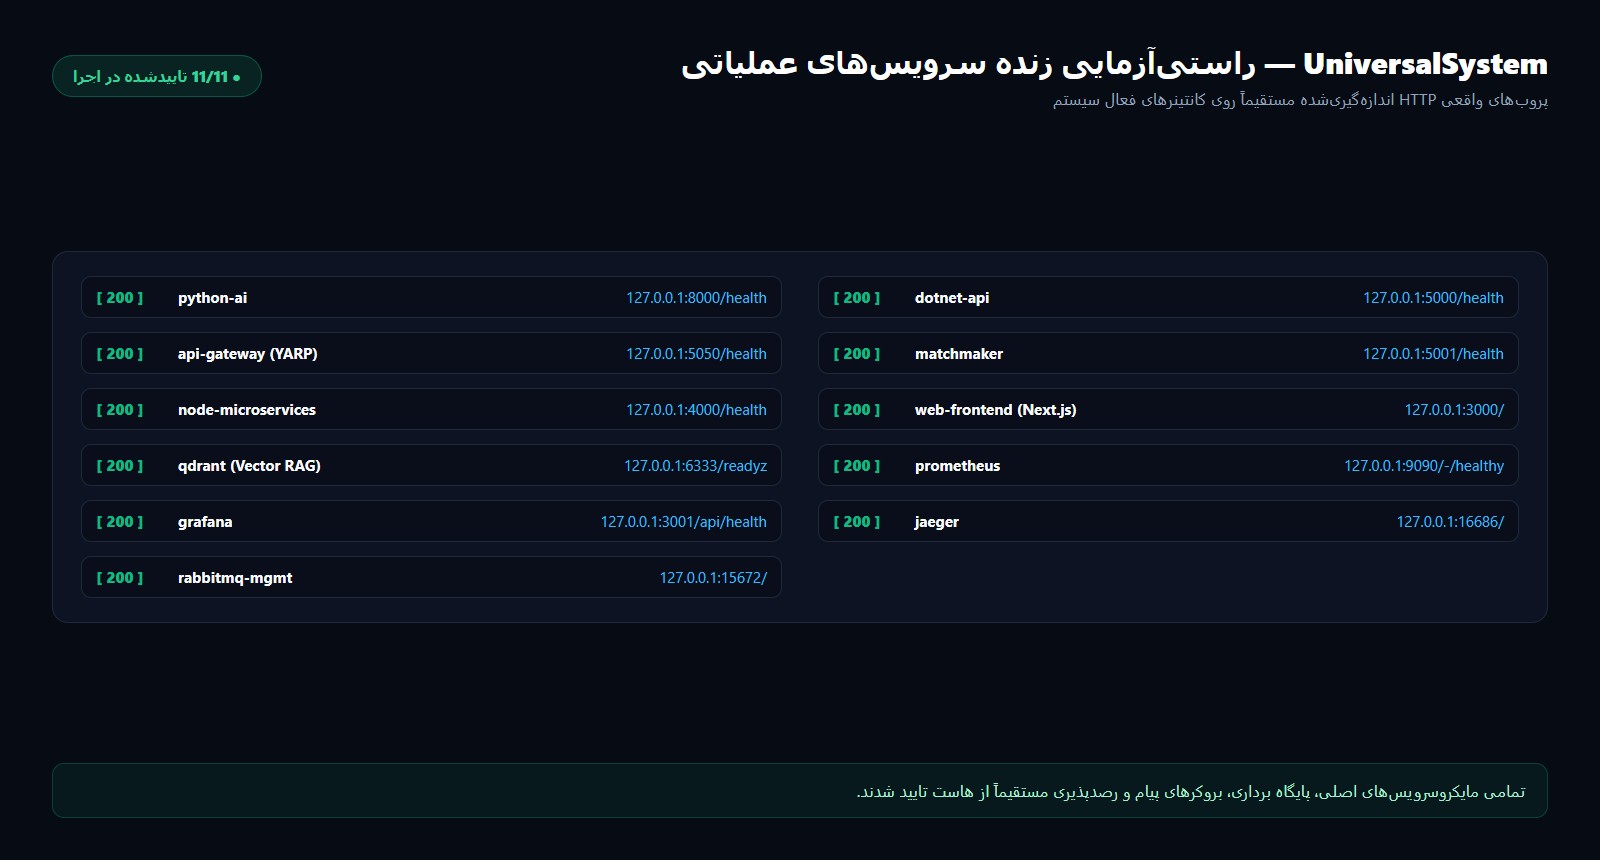 UniversalSystem — راستی‌آزمایی زنده سرویس‌های عملیاتی
پروب‌های واقعی HTTP اندازه‌گیری‌شده مستقیماً روی کانتینرهای فعال سیستم
● 11/11 تاییدشده در اجرا
[ 200 ] python-ai 127.0.0.1:8000/health
[ 200 ] dotnet-api 127.0.0.1:5000/health
[ 200 ] api-gateway (YARP) 127.0.0.1:5050/health
[ 200 ] matchmaker 127.0.0.1:5001/health
[ 200 ] node-microservices 127.0.0.1:4000/health
[ 200 ] web-frontend (Next.js) 127.0.0.1:3000/
[ 200 ] qdrant (Vector RAG) 127.0.0.1:6333/readyz
[ 200 ] prometheus 127.0.0.1:9090/-/healthy
[ 200 ] grafana 127.0.0.1:3001/api/health
[ 200 ] jaeger 127.0.0.1:16686/
[ 200 ] rabbitmq-mgmt 127.0.0.1:15672/
تمامی مایکروسرویس‌های اصلی، پایگاه برداری، بروکرهای پیام و رصدپذیری مستقیماً از هاست تایید شدند.